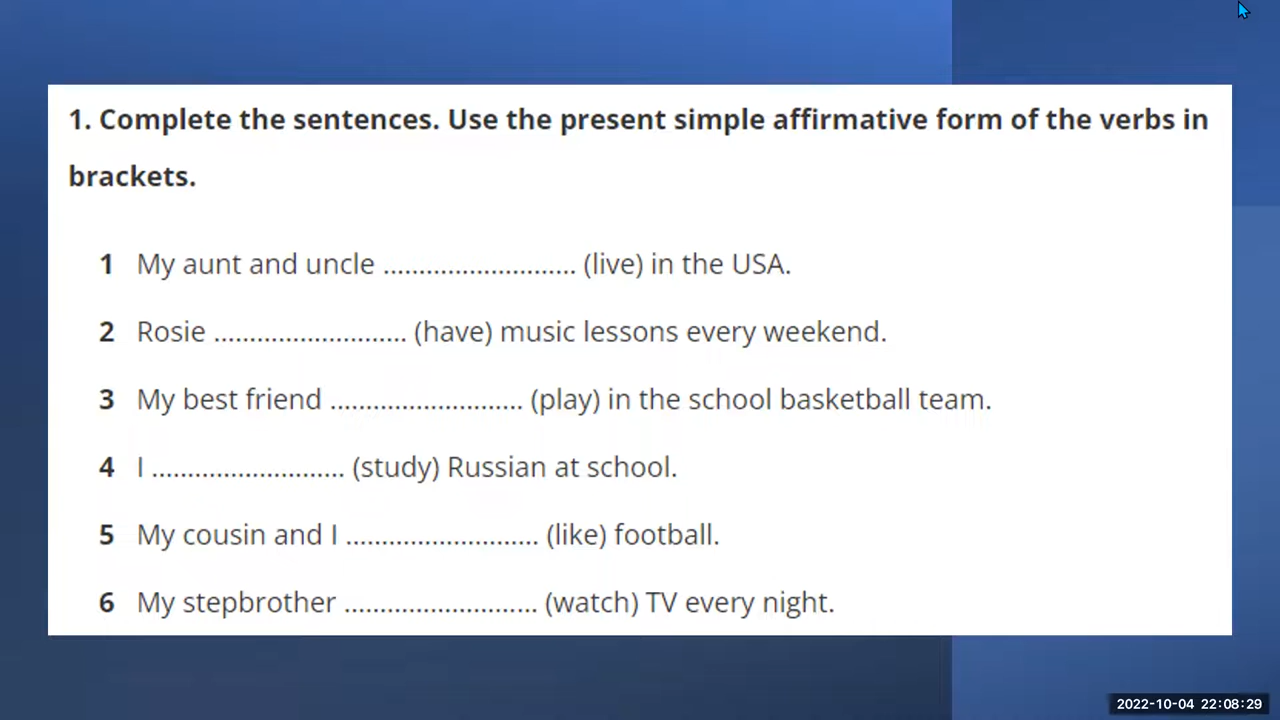 1. Complete the sentences. Use the present simple affirmative form of the verbs in
brackets.
1 My aunt and uncle ........................... (live) in the USA.
2 Rosie ........................... (have) music lessons every weekend.
3 My best friend ........................... (play) in the school basketball team.
4 I ........................... (study) Russian at school.
5 My cousin and I ........................... (like) football.
6 My stepbrother ........................... (watch) TV every night.
2022-10-04 22:08:29